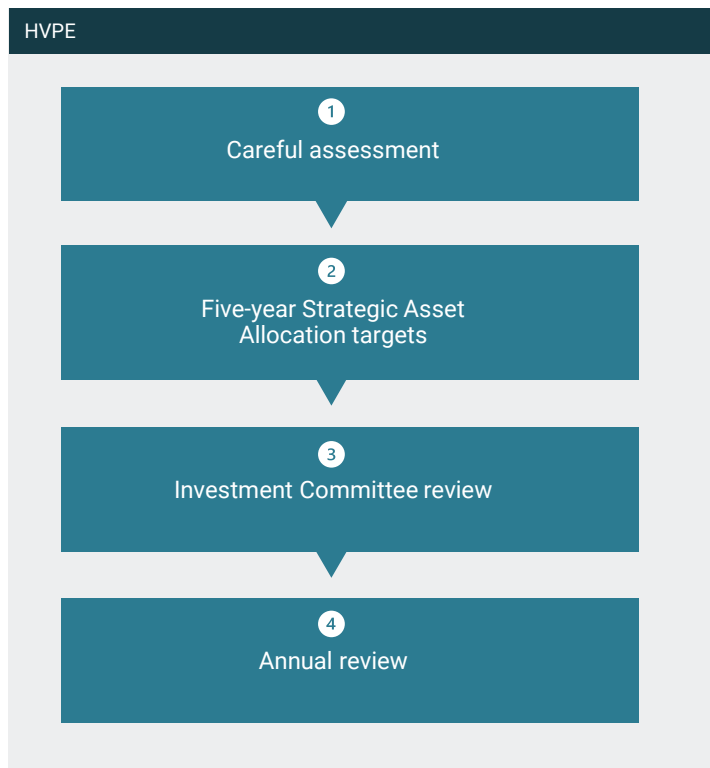 HVPE
1
Careful assessment
2
Five-year Strategic Asset
Allocation targets
3
Investment Committee review
4
Annual review